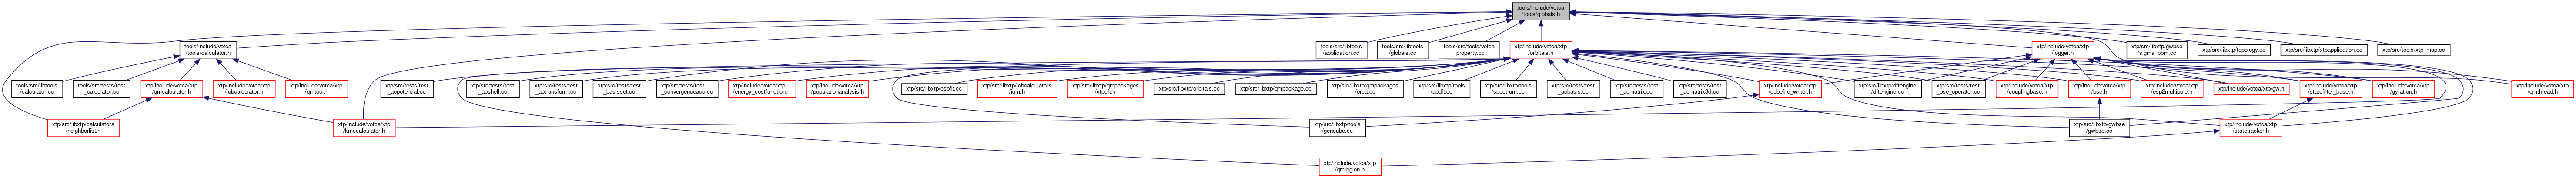 tools/include/votca
/tools/globals.h
tools/include/votca
/tools/calculator.h
tools/src/libtools
/application.cc
tools/src/libtools
/globals.cc
tools/src/tools/votca
_property.cc
xtp/include/votca/xtp
/orbitals.h
xtp/include/votca/xtp
/logger.h
xtp/src/libxtp/gwbse
/sigma_ppm.cc
xtp/src/libxtp/topology.cc
xtp/src/libxtp/xtpapplication.cc
xtp/src/tools/xtp_map.cc
tools/src/libtools
/calculator.cc
tools/src/tests/test
_calculator.cc
xtp/include/votca/xtp
/qmcalculator.h
xtp/include/votca/xtp
/jobcalculator.h
xtp/include/votca/xtp
/qmtool.h
xtp/src/tests/test
_aopotential.cc
xtp/src/tests/test
_aoshell.cc
xtp/src/tests/test
_aotransform.cc
xtp/src/tests/test
_basisset.cc
xtp/src/tests/test
_convergenceacc.cc
xtp/include/votca/xtp
/energy_costfunction.h
xtp/include/votca/xtp
/populationanalysis.h
xtp/src/libxtp/espfit.cc
xtp/src/libxtp/jobcalculators
/iqm.h
xtp/src/libxtp/qmpackages
/xtpdft.h
xtp/src/libxtp/orbitals.cc
xtp/src/libxtp/qmpackage.cc
xtp/src/libxtp/qmpackages
/orca.cc
xtp/src/libxtp/tools
/apdft.cc
xtp/src/libxtp/tools
/spectrum.cc
xtp/src/tests/test
_aobasis.cc
xtp/src/tests/test
_aomatrix.cc
xtp/src/tests/test
_aomatrix3d.cc
xtp/include/votca/xtp
/cubefile_writer.h
xtp/src/libxtp/dftengine
/dftengine.cc
xtp/src/tests/test
_bse_operator.cc
xtp/include/votca/xtp
/couplingbase.h
xtp/include/votca/xtp
/bse.h
xtp/include/votca/xtp
/esp2multipole.h
xtp/include/votca/xtp/gw.h
xtp/include/votca/xtp
/statefilter_base.h
xtp/include/votca/xtp
/gyration.h
xtp/include/votca/xtp
/qmthread.h
xtp/src/libxtp/calculators
/neighborlist.h
xtp/include/votca/xtp
/kmccalculator.h
xtp/src/libxtp/tools
/gencube.cc
xtp/src/libxtp/gwbse
/gwbse.cc
xtp/include/votca/xtp
/statetracker.h
xtp/include/votca/xtp
/qmregion.h